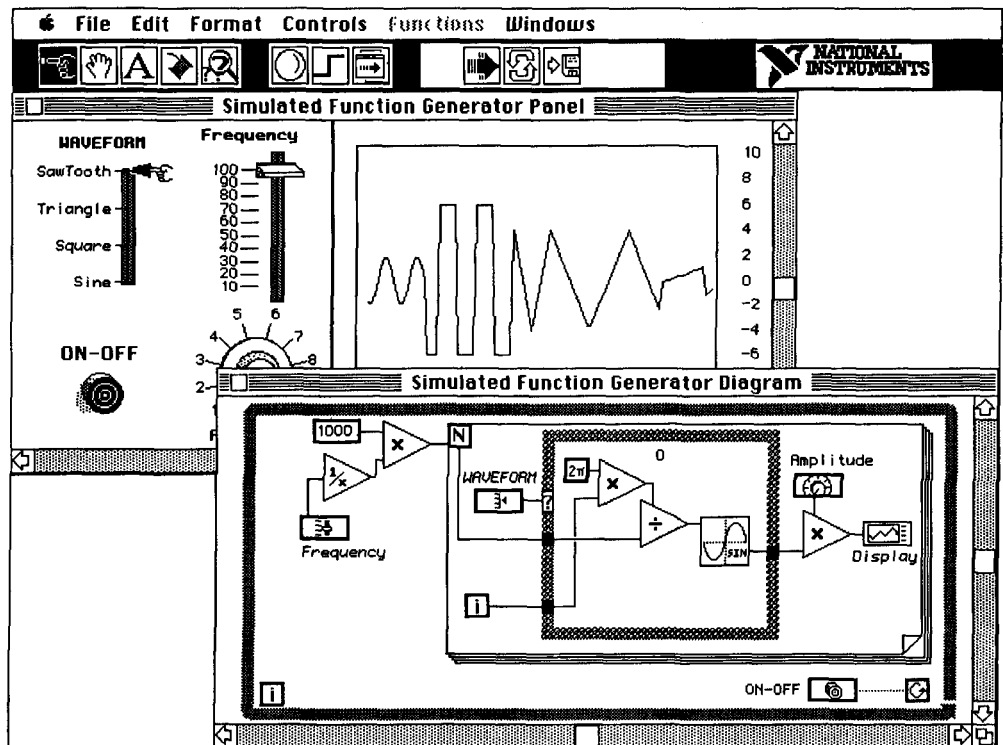 File Edit Format Controls Functions Windows
A
NATIONAL
INSTRUMENTS
Simulated Function Generator Panel
WAVEFORM
SawTooth
Triangle
Square
Sine
Frequency
100
90
80
70
60
50
40
30
20
10
10
8
6
4
2
0
-2
-4
-6
ON-OFF
2
3
4
5
6
7
8
Simulated Function Generator Diagram
1000
x
N
1/x
Frequency
WAVEFORM
?
0
2π
x
÷
SIN
Amplitude
x
Display
i
i
ON-OFF